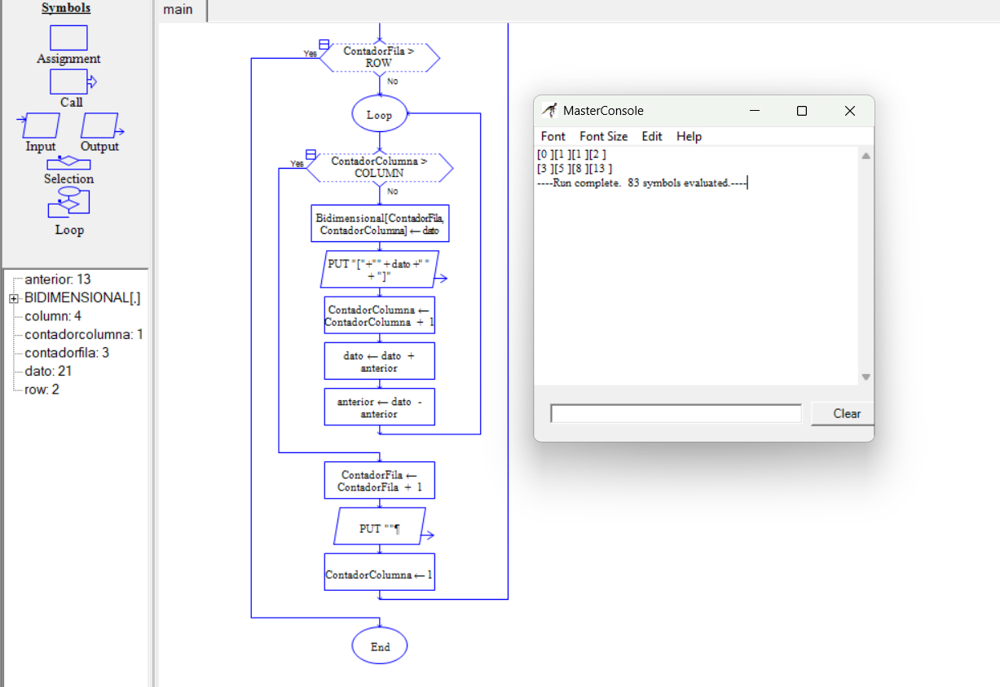 Symbols
Assignment
Call
Input
Output
Selection
Loop
anterior: 13
BIDIMENSIONAL[,]
column: 4
contadorcolumna: 1
contadorfila: 3
dato: 21
row: 2
main
ContadorFila >
ROW
Yes
No
Loop
ContadorColumna >
COLUMN
Yes
No
Bidimensional[ContadorFila,
ContadorColumna] ← dato
PUT "["+"" +dato +" "
+ "]"
ContadorColumna ←
ContadorColumna + 1
dato ← dato +
anterior
anterior ← dato -
anterior
ContadorFila ←
ContadorFila + 1
PUT ""¶
ContadorColumna ← 1
End
MasterConsole
Font Font Size Edit Help
[0 ][1 ][1 ][2 ]
[3 ][5 ][8 ][13 ]
----Run complete. 83 symbols evaluated.----
Clear